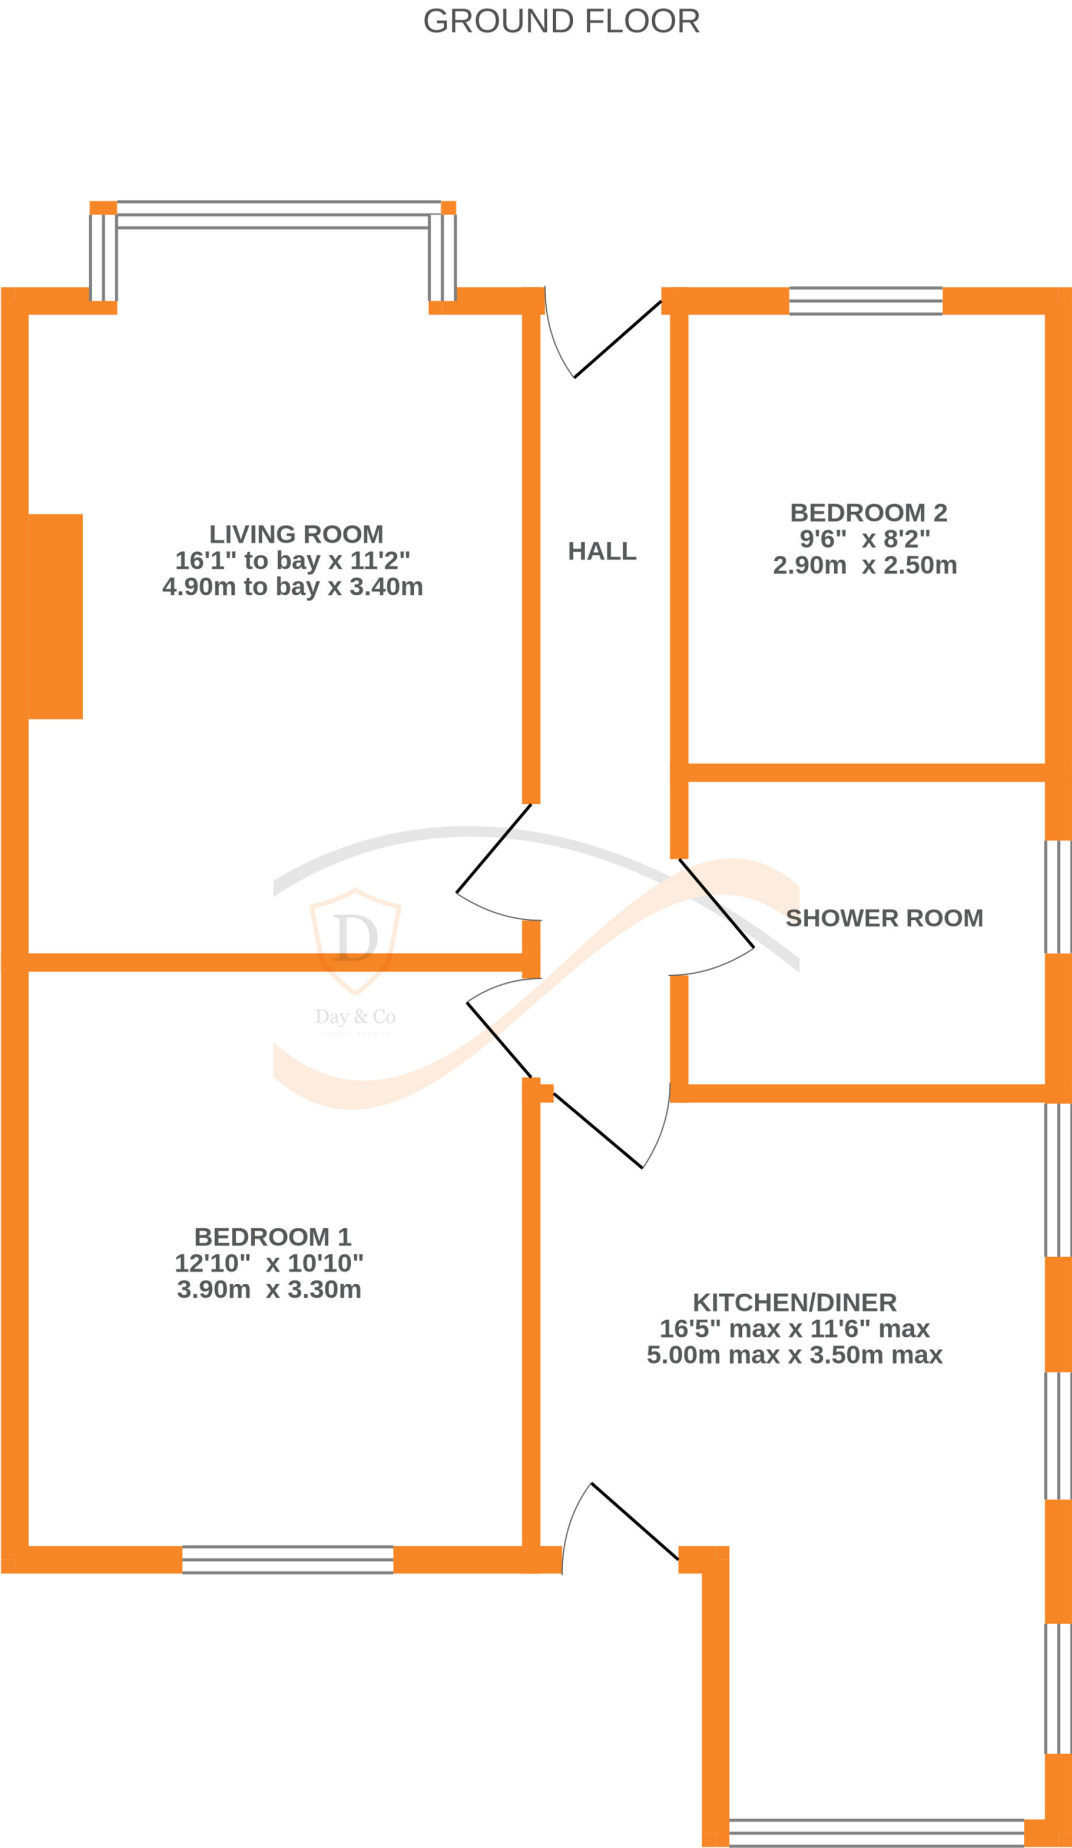 GROUND FLOOR
LIVING ROOM
16'1" to bay x 11'2"
4.90m to bay x 3.40m
HALL
BEDROOM 2
9'6" x 8'2"
2.90m x 2.50m
SHOWER ROOM
D
Day & Co
BEDROOM 1
12'10" x 10'10"
3.90m x 3.30m
KITCHEN/DINER
16'5" max x 11'6" max
5.00m max x 3.50m max